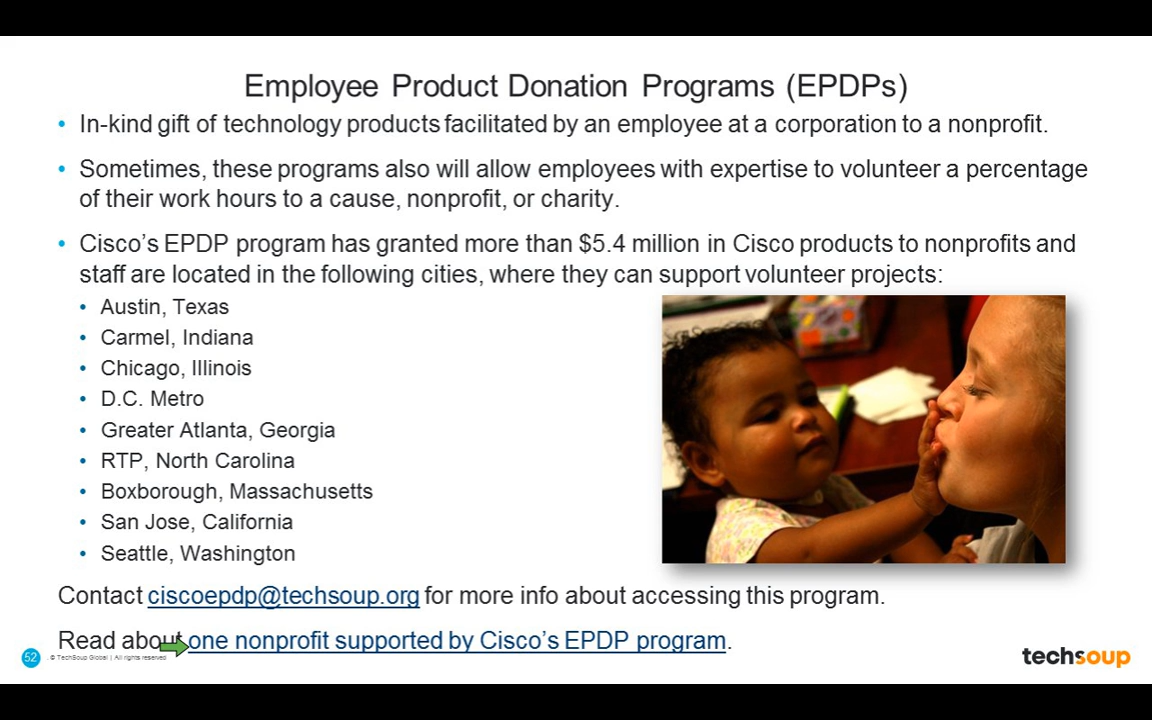 Employee Product Donation Programs (EPDPs)
• In-kind gift of technology products facilitated by an employee at a corporation to a nonprofit.
• Sometimes, these programs also will allow employees with expertise to volunteer a percentage
of their work hours to a cause, nonprofit, or charity.
• Cisco's EPDP program has granted more than $5.4 million in Cisco products to nonprofits and
staff are located in the following cities, where they can support volunteer projects:
• Austin, Texas
• Carmel, Indiana
• Chicago, Illinois
• D.C. Metro
• Greater Atlanta, Georgia
• RTP, North Carolina
• Boxborough, Massachusetts
• San Jose, California
• Seattle, Washington
Contact ciscoepdp@techsoup.org for more info about accessing this program.
Read about one nonprofit supported by Cisco's EPDP program.
52 © TechSoup Global | All rights reserved
techsoup